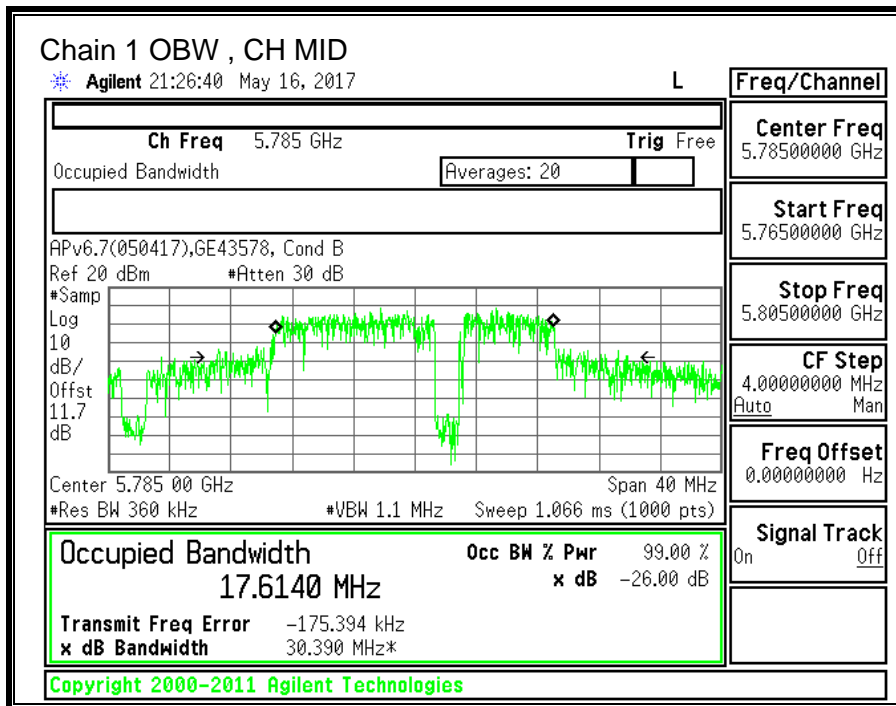 Chain 1 OBW , CH MID
Agilent 21:26:40 May 16, 2017 L
Freq/Channel
Ch Freq 5.785 GHz Trig Free
Occupied Bandwidth Averages: 20
APv6.7(050417),GE43578, Cond B
Ref 20 dBm #Atten 30 dB
#Samp
Log
10
dB/
Offst
11.7
dB
Center 5.785 00 GHz Span 40 MHz
#Res BW 360 kHz #VBW 1.1 MHz Sweep 1.066 ms (1000 pts)
Occupied Bandwidth Occ BW % Pwr 99.00 %
17.6140 MHz x dB -26.00 dB
Transmit Freq Error -175.394 kHz
x dB Bandwidth 30.390 MHz*
Copyright 2000-2011 Agilent Technologies
Center Freq
5.78500000 GHz
Start Freq
5.76500000 GHz
Stop Freq
5.80500000 GHz
CF Step
4.00000000 MHz
Auto Man
Freq Offset
0.00000000 Hz
Signal Track
On Off